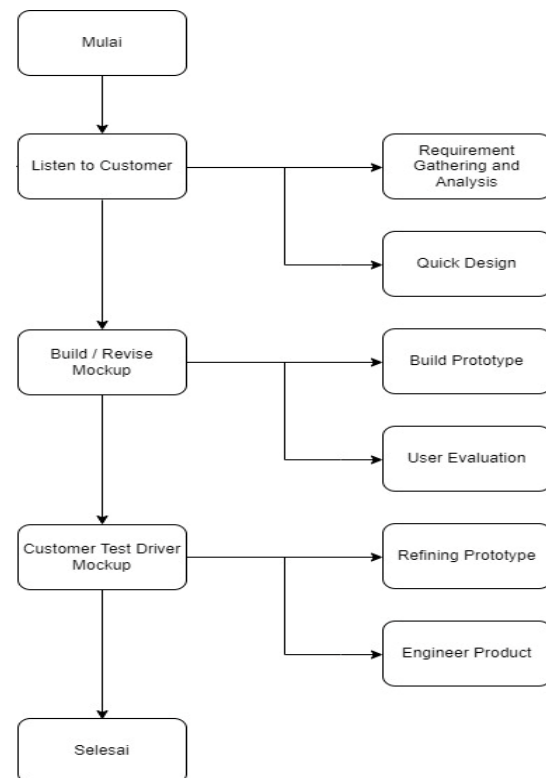 Mulai
Listen to Customer
Requirement
Gathering and
Analysis
Quick Design
Build / Revise
Mockup
Build Prototype
User Evaluation
Customer Test Driver
Mockup
Refining Prototype
Engineer Product
Selesai